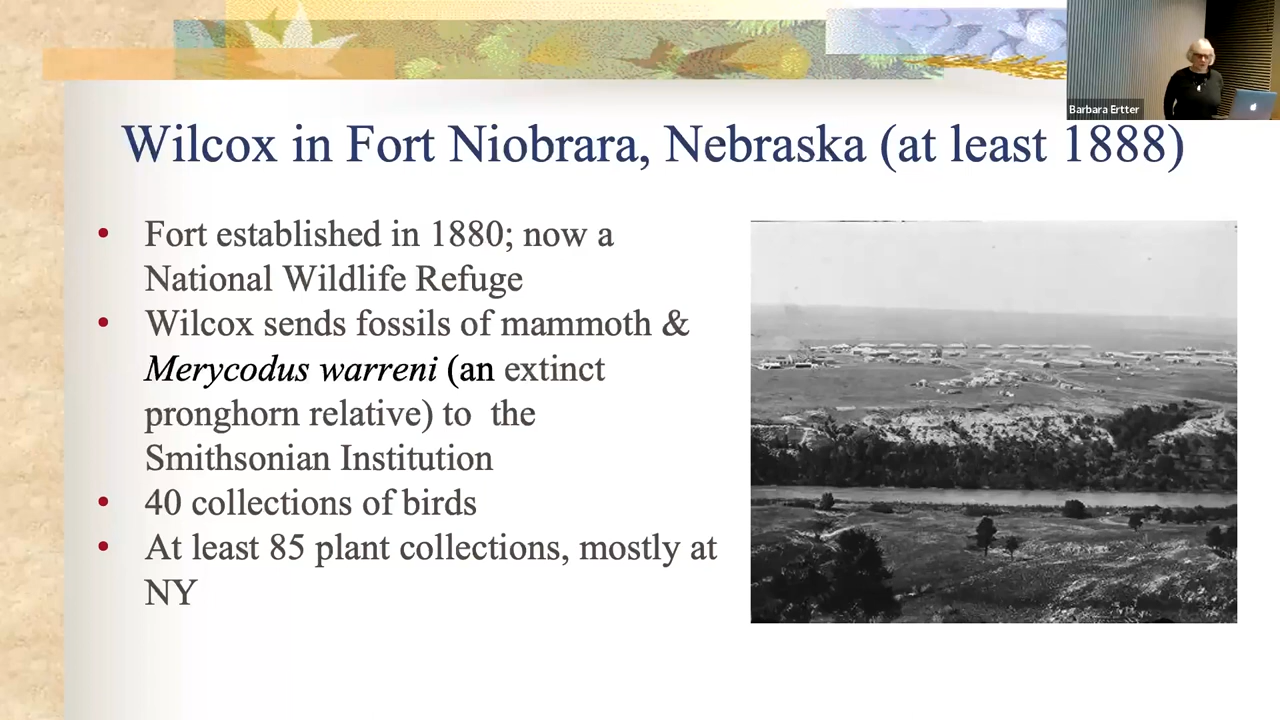 Barbara Ertter
Wilcox in Fort Niobrara, Nebraska (at least 1888)
• Fort established in 1880; now a
National Wildlife Refuge
• Wilcox sends fossils of mammoth &
Merycodus warreni (an extinct
pronghorn relative) to the
Smithsonian Institution
• 40 collections of birds
• At least 85 plant collections, mostly at
NY